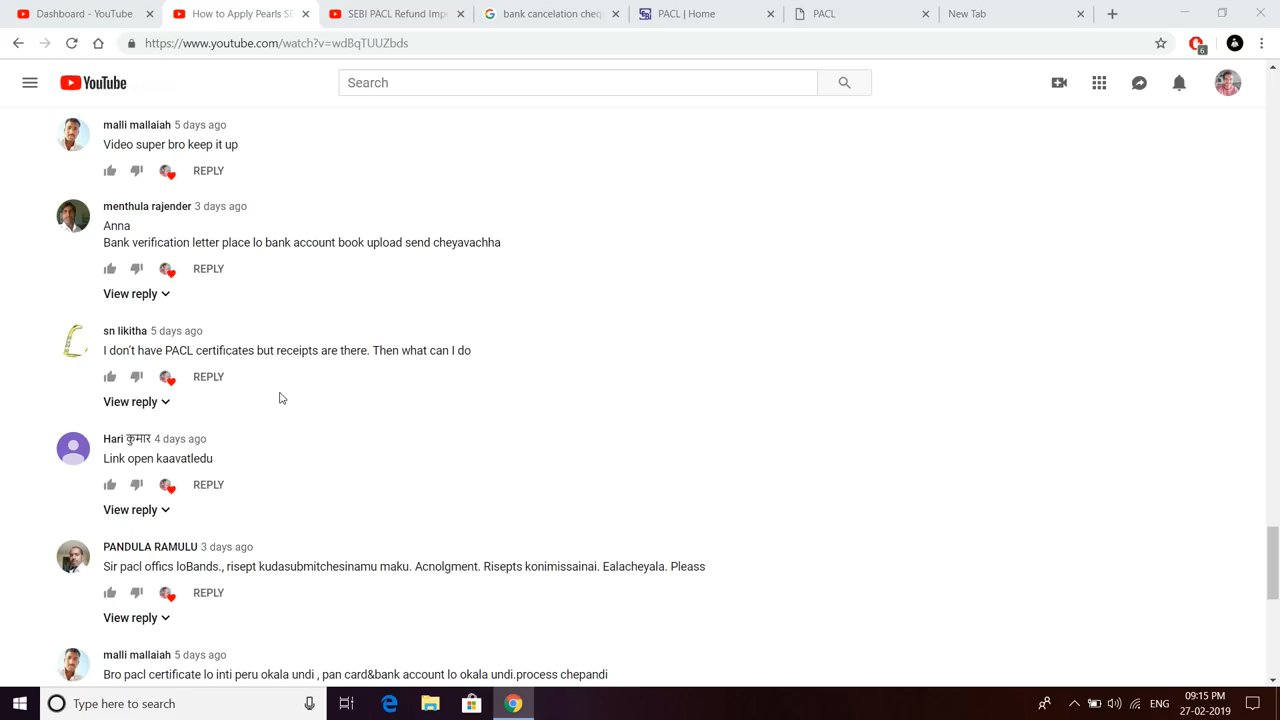 Dashboard - YouTube
How to Apply Pearls SE
SEBI PACL Refund Imp
bank cancelation cheq
PACL | Home
PACL
New Tab
https://www.youtube.com/watch?v=wdBqTUUZbds
6
YouTube
Search
malli mallaiah 5 days ago
Video super bro keep it up
REPLY
menthula rajender 3 days ago
Anna
Bank verification letter place lo bank account book upload send cheyavachha
REPLY
View reply
sn likitha 5 days ago
I don't have PACL certificates but receipts are there. Then what can I do
REPLY
View reply
Hari कुमार 4 days ago
Link open kaavatledu
REPLY
View reply
PANDULA RAMULU 3 days ago
Sir pacl offics loBands., risept kudasubmitchesinamu maku. Acnolgment. Risepts konimissainai. Ealacheyala. Pleass
REPLY
View reply
malli mallaiah 5 days ago
Bro pacl certificate lo inti peru okala undi , pan card&bank account lo okala undi.process chepandi
Type here to search
ENG
09:15 PM
27-02-2019